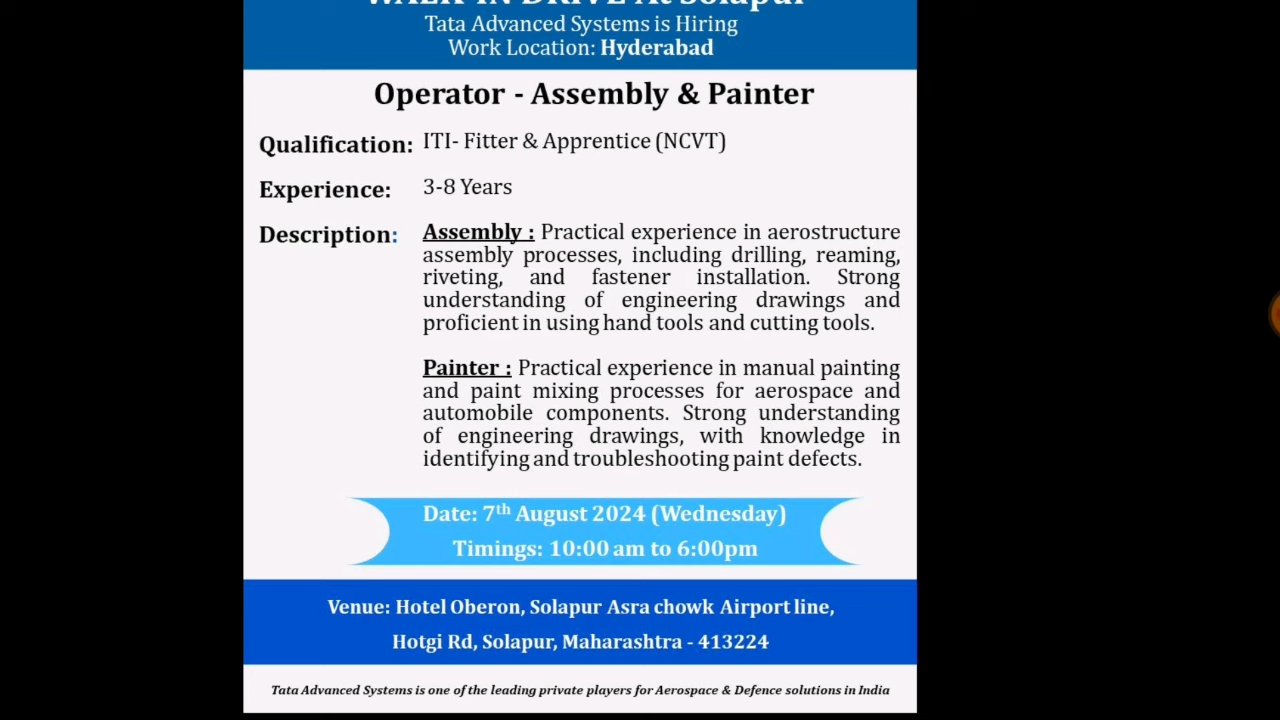 WALK-IN DRIVE At Solapur
Tata Advanced Systems is Hiring
Work Location: Hyderabad
Operator - Assembly & Painter
Qualification: ITI- Fitter & Apprentice (NCVT)
Experience: 3-8 Years
Description: Assembly : Practical experience in aerostructure
assembly processes, including drilling, reaming,
riveting, and fastener installation. Strong
understanding of engineering drawings and
proficient in using hand tools and cutting tools.
Painter : Practical experience in manual painting
and paint mixing processes for aerospace and
automobile components. Strong understanding
of engineering drawings, with knowledge in
identifying and troubleshooting paint defects.
Date: 7th August 2024 (Wednesday)
Timings: 10:00 am to 6:00pm
Venue: Hotel Oberon, Solapur Asra chowk Airport line,
Hotgi Rd, Solapur, Maharashtra - 413224
Tata Advanced Systems is one of the leading private players for Aerospace & Defence solutions in India